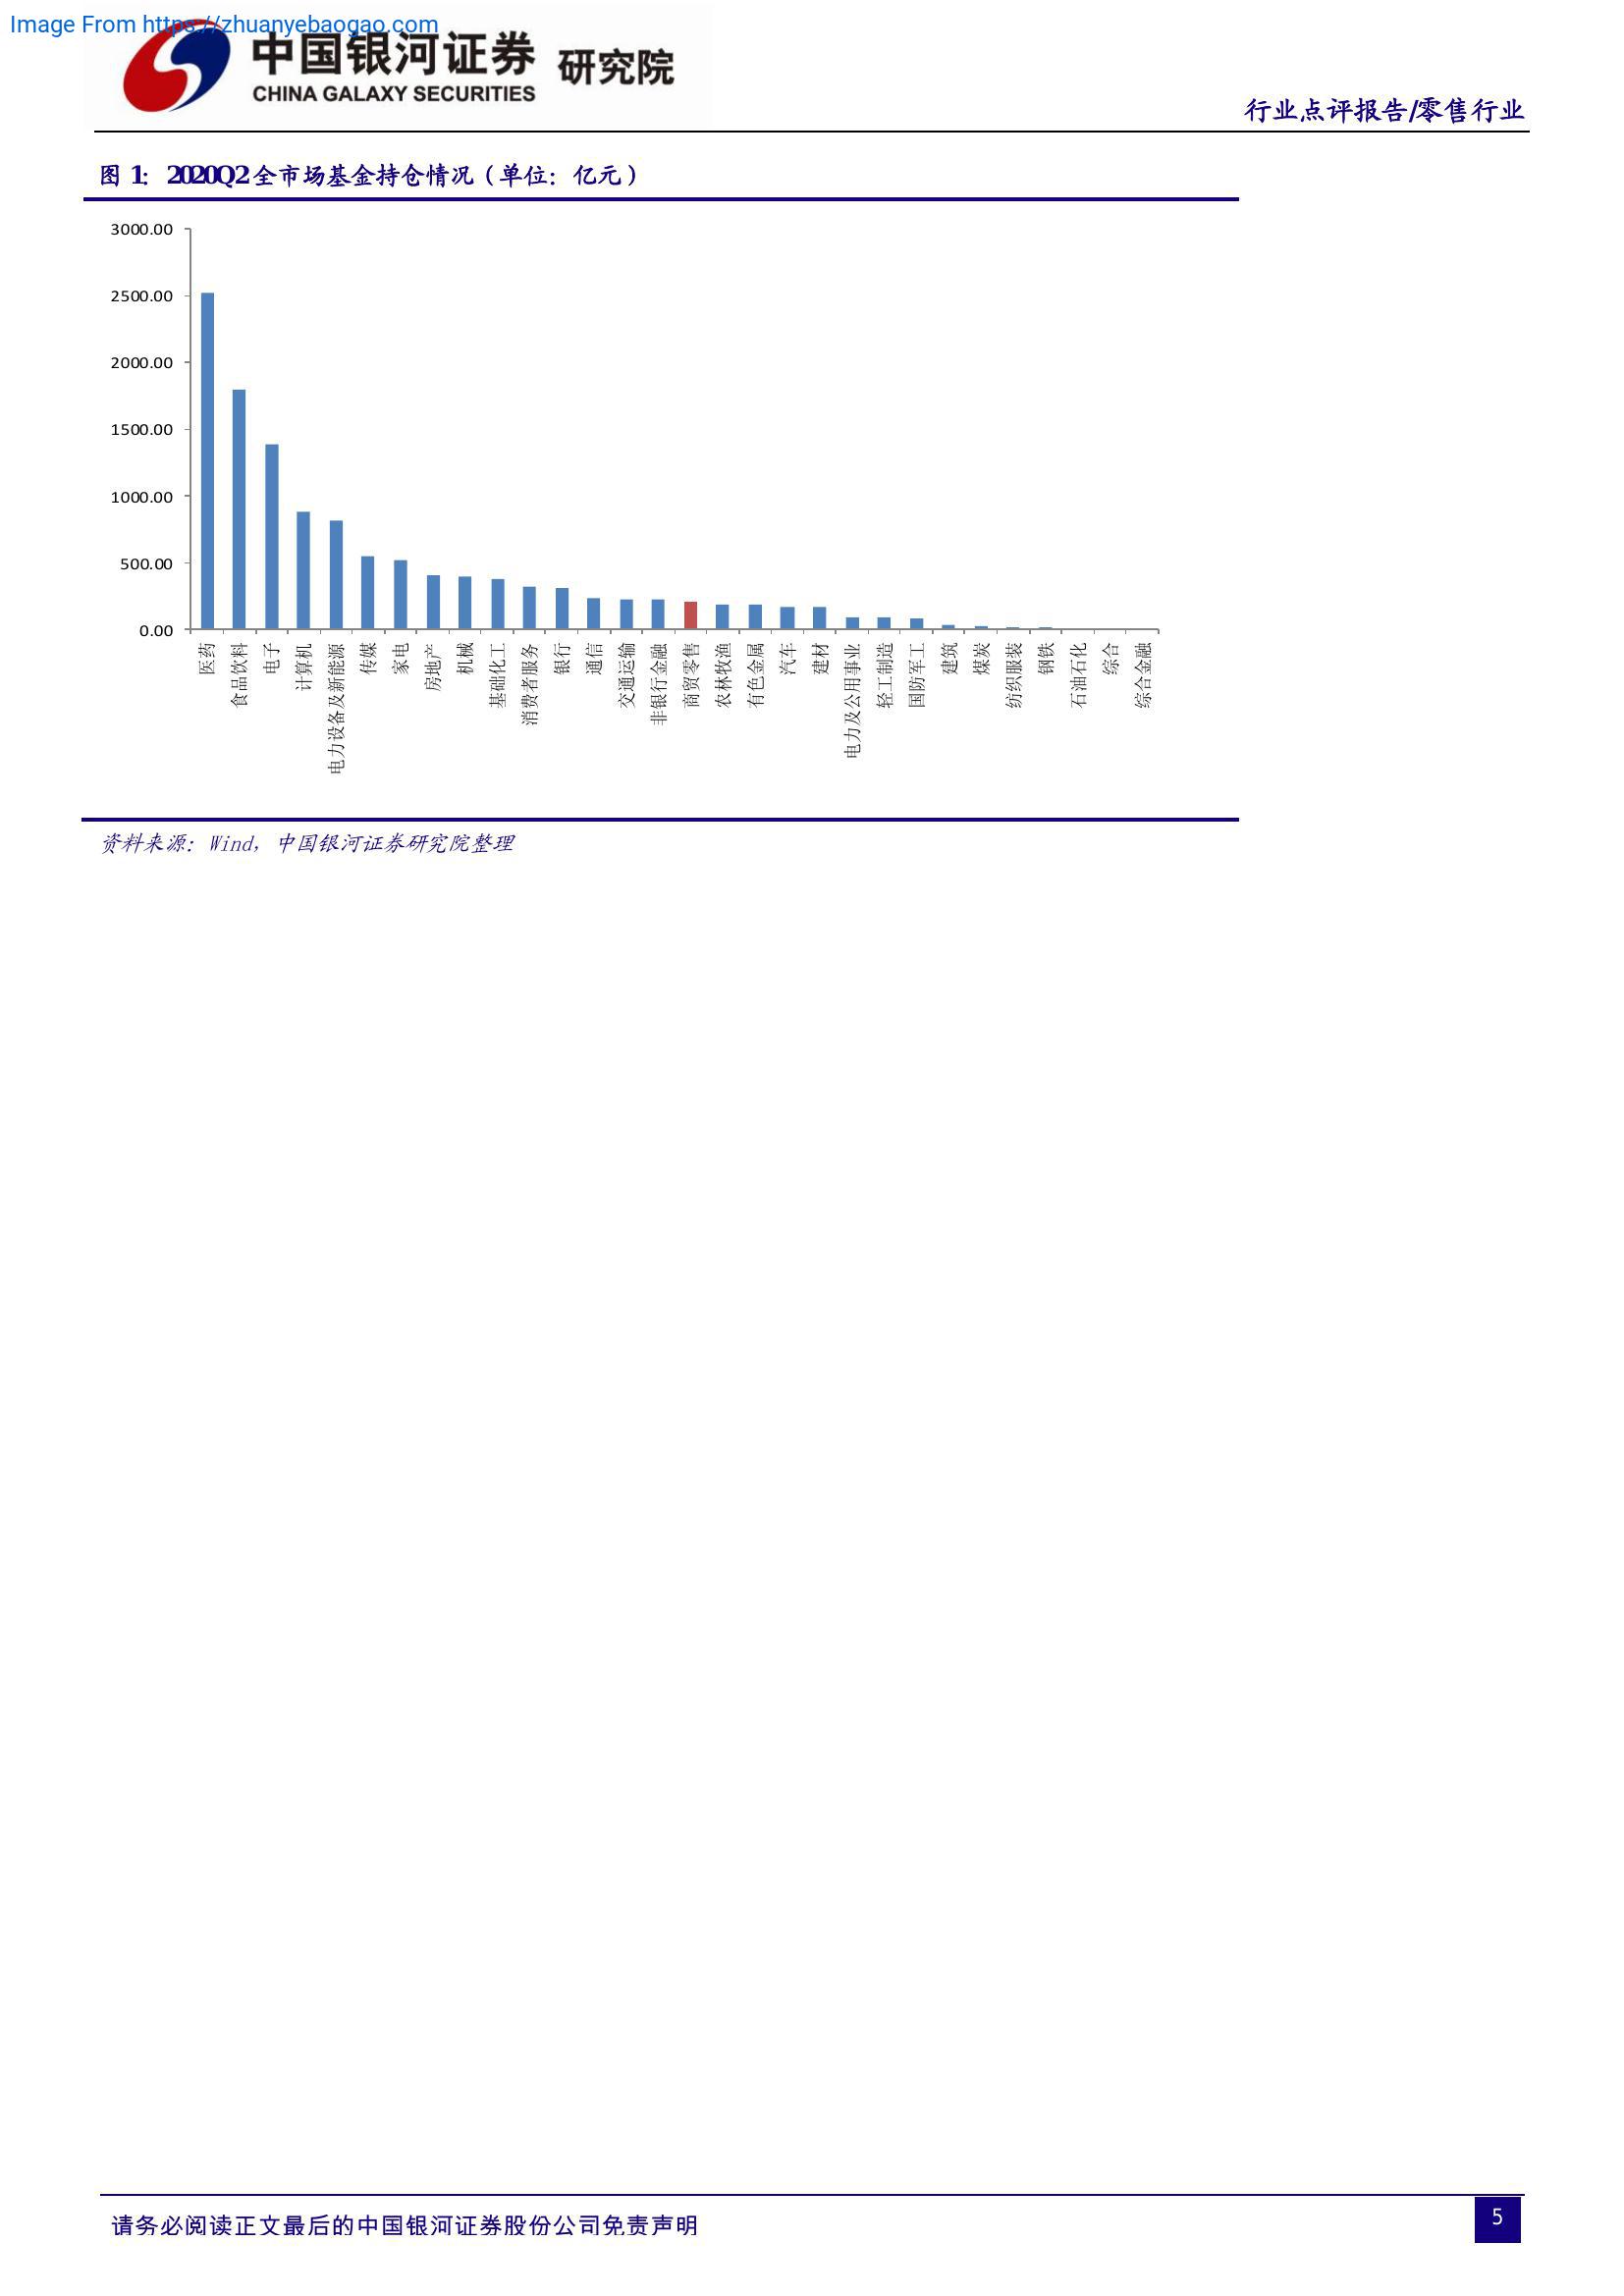 Image From https://zhuanyebaogao.com
中国银河证券 研究院
CHINA GALAXY SECURITIES
行业点评报告/零售行业
图 1： 2020Q2 全市场基金持仓情况（单位：亿元）
3000.00
2500.00
2000.00
1500.00
1000.00
500.00
0.00
医药
食品饮料
电子
计算机
电力设备及新能源
传媒
家电
房地产
机械
基础化工
消费者服务
银行
通信
交通运输
非银行金融
商贸零售
农林牧渔
有色金属
汽车
建材
电力及公用事业
轻工制造
国防军工
建筑
煤炭
纺织服装
钢铁
石油石化
综合
综合金融
资料来源：Wind，中国银河证券研究院整理
请务必阅读正文最后的中国银河证券股份公司免责声明
5